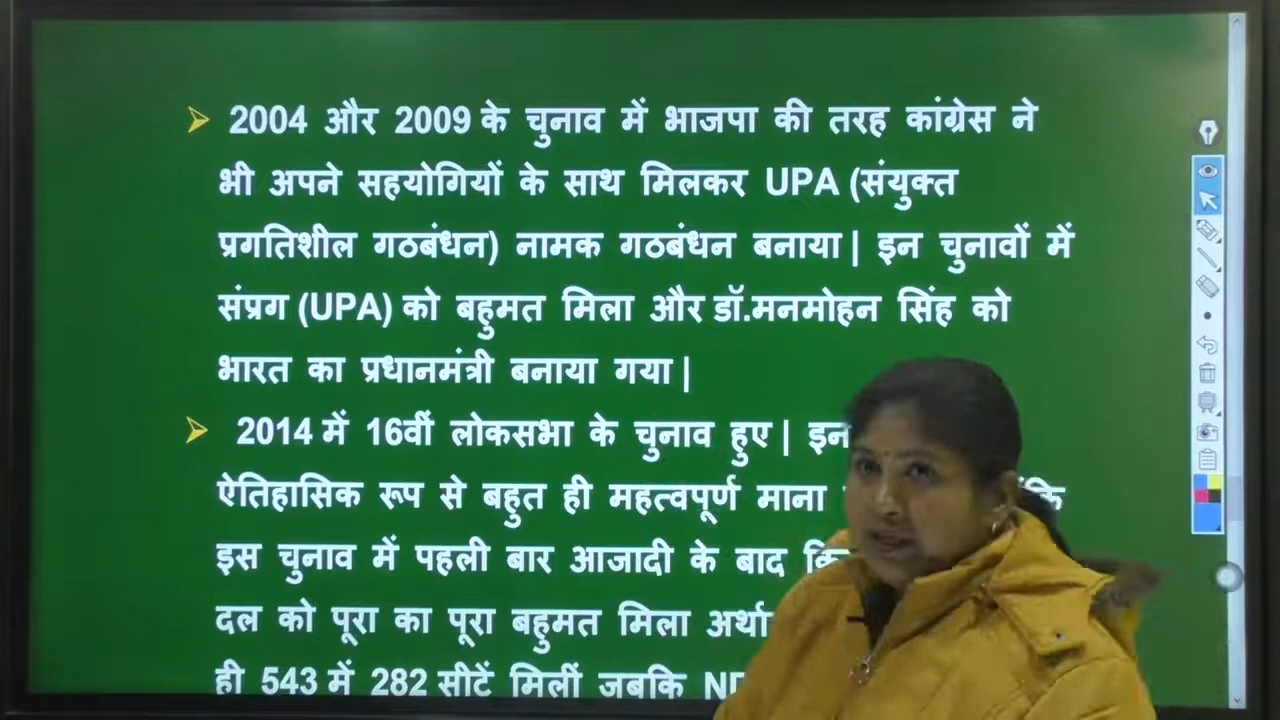 ➢ 2004 और 2009 के चुनाव में भाजपा की तरह कांग्रेस ने
भी अपने सहयोगियों के साथ मिलकर UPA (संयुक्त
प्रगतिशील गठबंधन) नामक गठबंधन बनाया | इन चुनावों में
संप्रग (UPA) को बहुमत मिला और डॉ.मनमोहन सिंह को
भारत का प्रधानमंत्री बनाया गया |
➢ 2014 में 16वीं लोकसभा के चुनाव हुए | इन
ऐतिहासिक रूप से बहुत ही महत्वपूर्ण माना
इस चुनाव में पहली बार आजादी के बाद
दल को पूरा का पूरा बहुमत मिला
ही 543 में 282 सीटें मिलीं जबकि